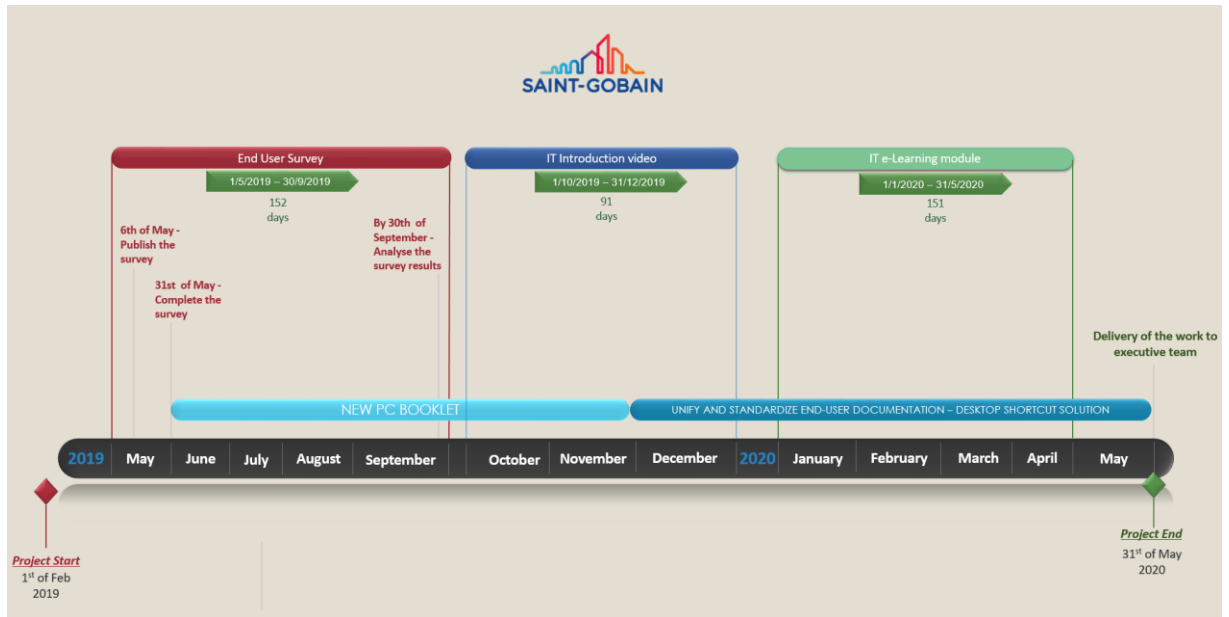 SAINT-GOBAIN
End User Survey
1/5/2019 – 30/9/2019
152
days
IT Introduction video
1/10/2019 – 31/12/2019
91
days
IT e-Learning module
1/1/2020 – 31/5/2020
151
days
6th of May -
Publish the
survey
31st of May -
Complete the
survey
By 30th of
September -
Analyse the
survey results
Delivery of the work to
executive team
NEW PC BOOKLET
UNIFY AND STANDARDIZE END-USER DOCUMENTATION – DESKTOP SHORTCUT SOLUTION
2019 May June July August September October November December 2020 January February March April May
Project Start
1st of Feb
2019
Project End
31st of May
2020